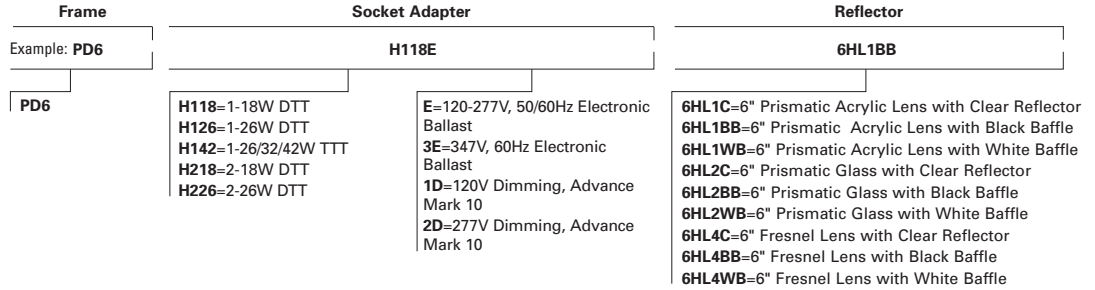 Frame
Socket Adapter
Reflector
Example: PD6
H118E
6HL1BB
PD6
H118=1-18W DTT
H126=1-26W DTT
H142=1-26/32/42W TTT
H218=2-18W DTT
H226=2-26W DTT
E=120-277V, 50/60Hz Electronic
Ballast
3E=347V, 60Hz Electronic
Ballast
1D=120V Dimming, Advance
Mark 10
2D=277V Dimming, Advance
Mark 10
6HL1C=6" Prismatic Acrylic Lens with Clear Reflector
6HL1BB=6" Prismatic Acrylic Lens with Black Baffle
6HL1WB=6" Prismatic Acrylic Lens with White Baffle
6HL2C=6" Prismatic Glass with Clear Reflector
6HL2BB=6" Prismatic Glass with Black Baffle
6HL2WB=6" Prismatic Glass with White Baffle
6HL4C=6" Fresnel Lens with Clear Reflector
6HL4BB=6" Fresnel Lens with Black Baffle
6HL4WB=6" Fresnel Lens with White Baffle